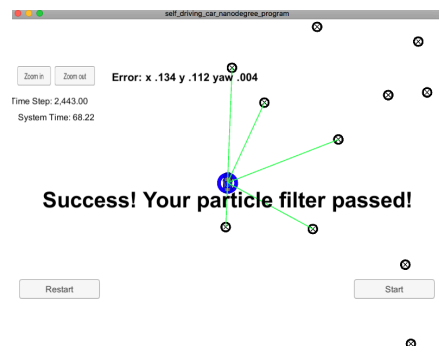 self_driving_car_nanodegree_program
Zoom in
Zoom out
Error: x .134 y .112 yaw .004
Time Step: 2,443.00
System Time: 68.22
Success! Your particle filter passed!
Restart
Start